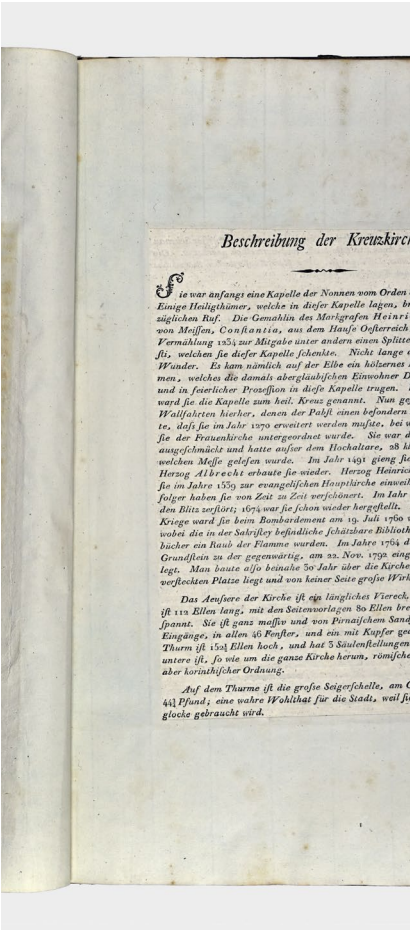 Beschreibung der Kreuzkirch
Sie war anfangs eine Kapelle der Nonnen vom Orden
Einige Heiligthümer, welche in dieſer Kapelle lagen, br
züglichen Ruf. Die Gemahlin des Markgrafen Heinri
von Meiſſen, Conſtantia, aus dem Hauſe Oeſterreich
Vermählung 1234 zur Mitgabe unter andern einen Splitte
ſti, welchen ſie dieſer Kapelle ſchenkte. Nicht lange
Wunder. Es kam nämlich auf der Elbe ein hölzernes
men, welches die damals abergläubiſchen Einwohner D
und in feierlicher Prozeſſion in dieſe Kapelle trugen.
ward ſie die Kapelle zum heil. Kreuz genannt. Nun ge
Wallfahrten hierher, denen der Pabſt einen beſondern
te, daſs ſie im Jahr 1270 erweitert werden muſste, bei w
ſie der Frauenkirche untergeordnet wurde. Sie war d
ausgeſchmückt und hatte auſser dem Hochaltare, 28 kl
welchen Meſſe geleſen wurde. Im Jahr 1491 gieng ſie
Herzog Albrecht erbaute ſie wieder. Herzog Heinric
ſie im Jahre 1539 zur evangeliſchen Hauptkirche einweih
folger haben ſie von Zeit zu Zeit verſchönert. Im Iahr
den Blitz zerſtört; 1674 war ſie ſchon wieder hergeſtellt.
Kriege ward ſie beim Bombardement am 19. Juli 1760
wobei die in der Sakriſtey befindliche ſchätzbare Biblioth
bücher ein Raub der Flamme wurden. Im Jahre 1764 d
Grundſtein zu der gegenwärtig, am 22. Nov. 1792 eing
legt. Man baute alſo beinahe 30 Jahr über die Kirche
verſteckten Platze liegt und von keiner Seite groſse Wirk
Das Aeuſsere der Kirche iſt ein längliches Viereck,
iſt 112 Ellen lang, mit den Seitenvorlagen 80 Ellen bre
ſpannt. Sie iſt ganz maſſiv und von Pirnaiſchem Sand
Eingänge, in allen 46 Fenſter, und ein mit Kupfer ged
Thurm iſt 152½ Ellen hoch, und hat 3 Säulenſtellungen
untere iſt, ſo wie um die ganze Kirche herum, römiſche
aber korinthiſcher Ordnung.
Auf dem Thurme iſt die groſse Seigerſchelle, am G
Pfund; eine wahre Wohlthat für die Stadt, weil ſi
glocke gebraucht wird.